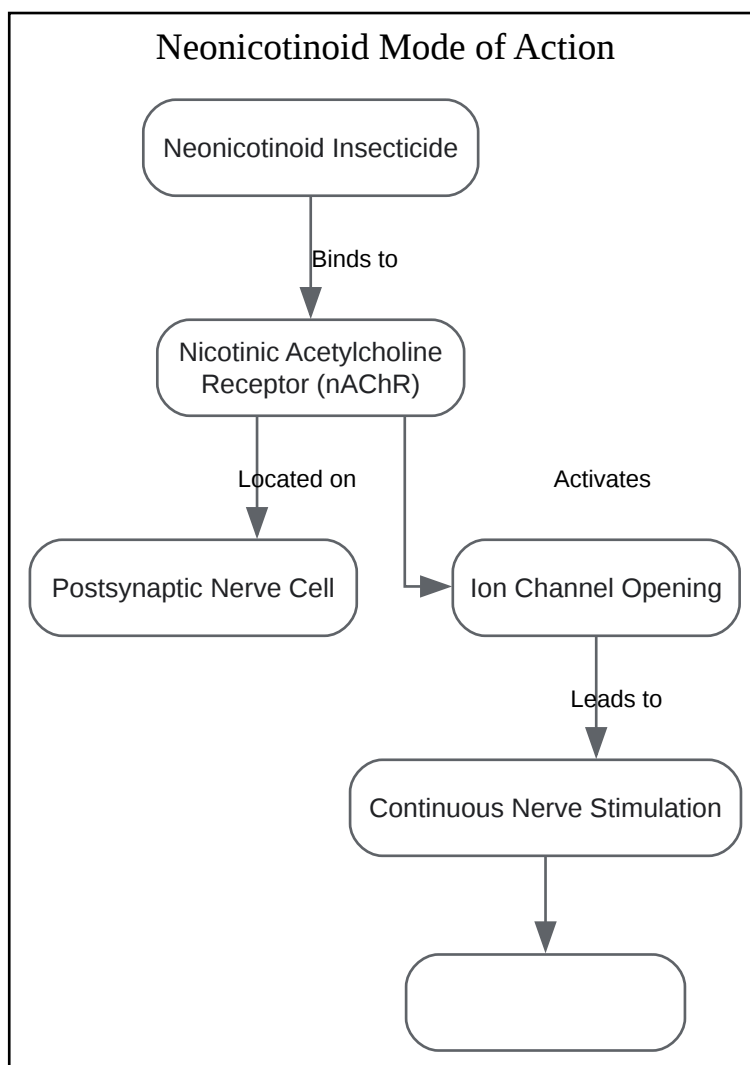 Neonicotinoid Mode of Action
Neonicotinoid Insecticide
Binds to
Nicotinic Acetylcholine
Receptor (nAChR)
Located on
Activates
Postsynaptic Nerve Cell
Ion Channel Opening
Leads to
Continuous Nerve Stimulation